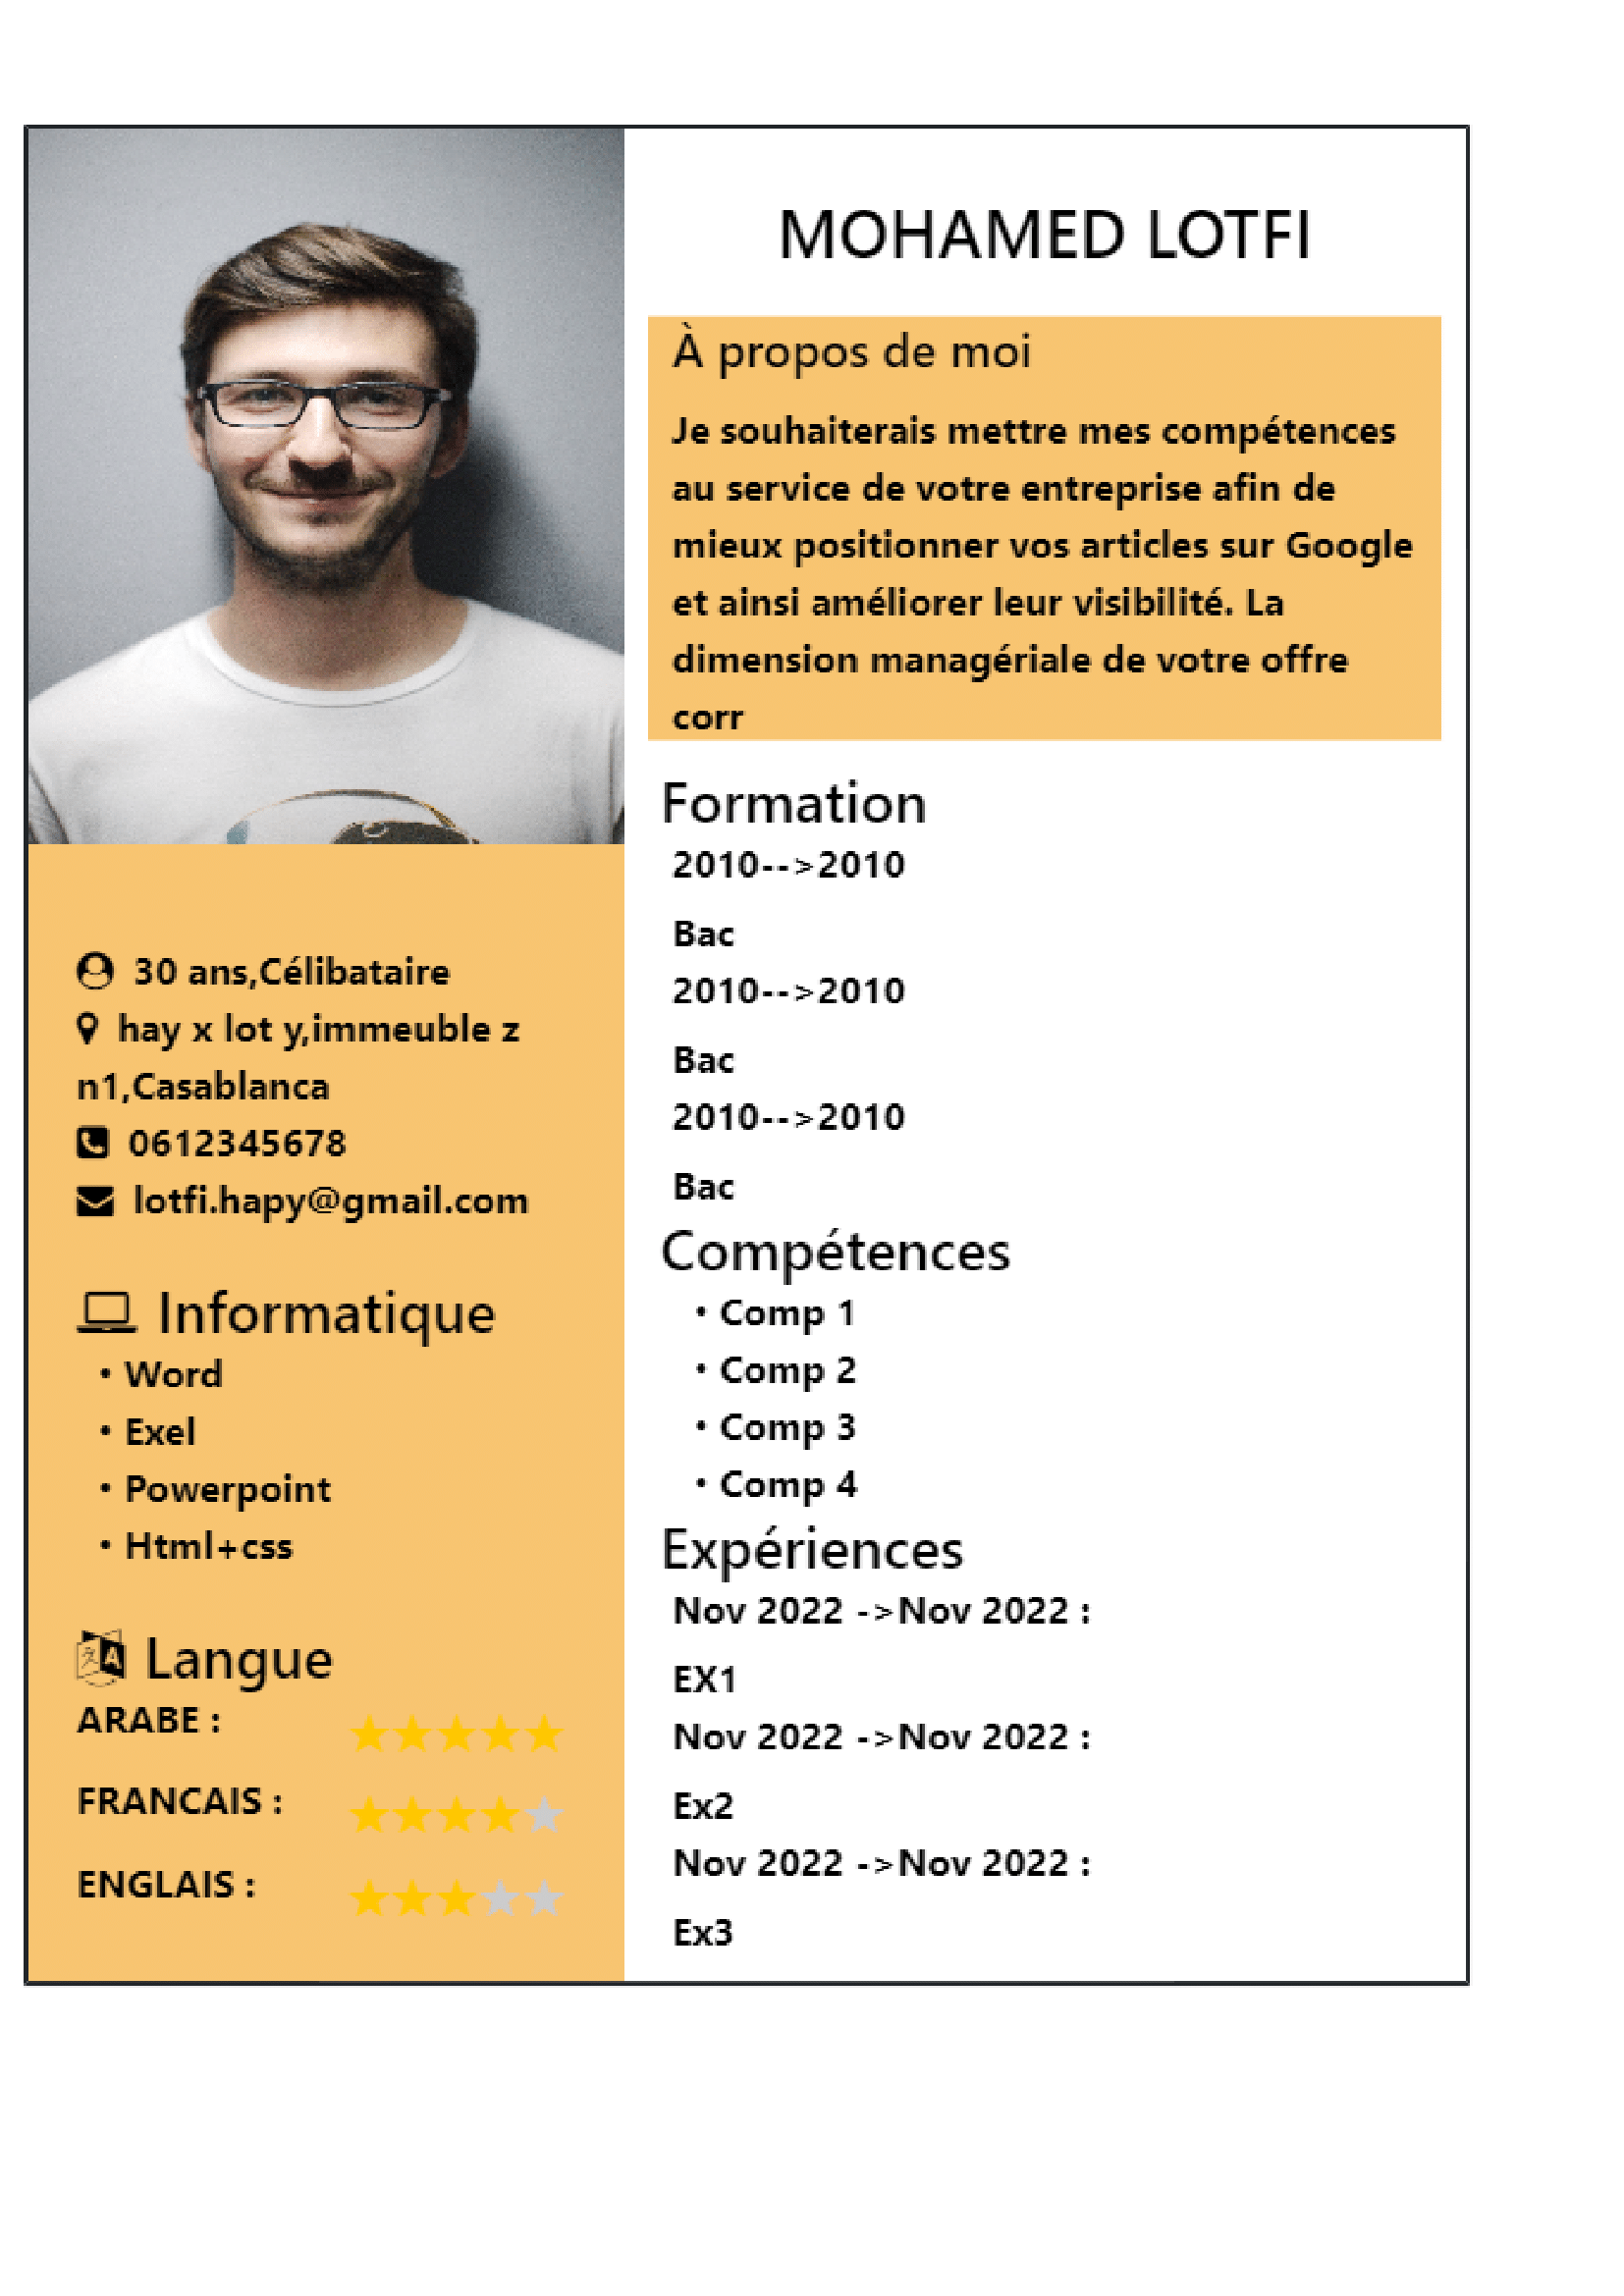 MOHAMED LOTFI
À propos de moi
Je souhaiterais mettre mes compétences
au service de votre entreprise afin de
mieux positionner vos articles sur Google
et ainsi améliorer leur visibilité. La
dimension managériale de votre offre
corr
30 ans,Célibataire
hay x lot y,immeuble z
n1,Casablanca
0612345678
lotfi.hapy@gmail.com
Informatique
• Word
• Exel
• Powerpoint
• Html+css
Langue
ARABE :
FRANCAIS :
ENGLAIS :
Formation
2010-->2010
Bac
2010-->2010
Bac
2010-->2010
Bac
Compétences
• Comp 1
• Comp 2
• Comp 3
• Comp 4
Expériences
Nov 2022 ->Nov 2022 :
EX1
Nov 2022 ->Nov 2022 :
Ex2
Nov 2022 ->Nov 2022 :
Ex3